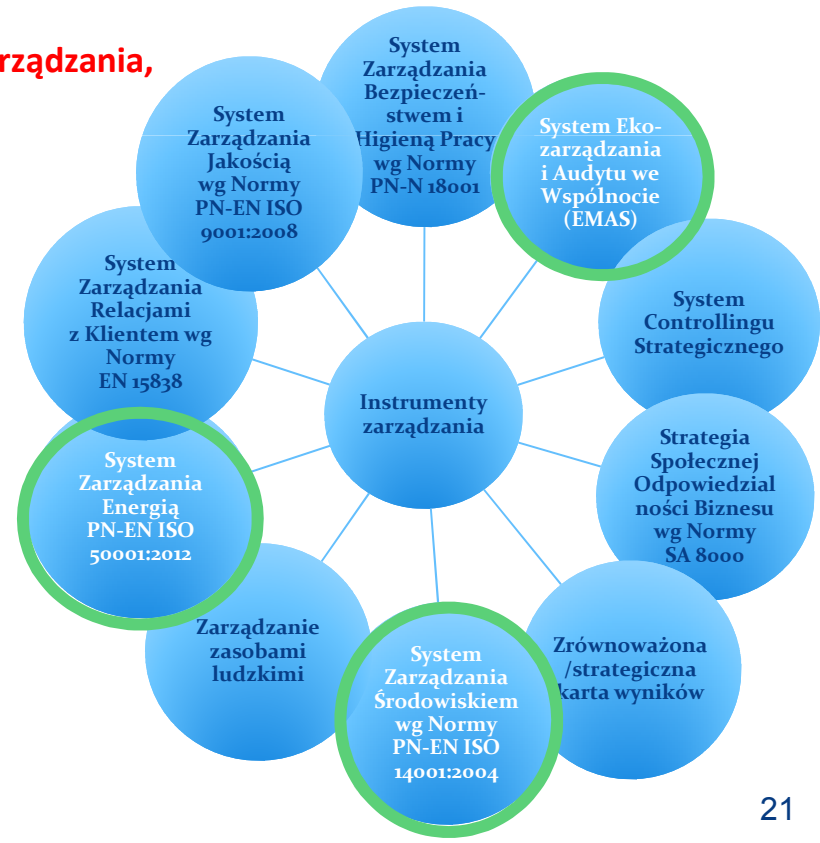 rządzania,
System
Zarządzania
Bezpieczeń-
stwem i
Higieną Pracy
wg Normy
PN-N 18001
System Eko-
zarządzania
i Audytu we
Wspólnocie
(EMAS)
System
Controllingu
Strategicznego
Strategia
Społecznej
Odpowiedzial
ności Biznesu
wg Normy
SA 8000
Zrównoważona
/strategiczna
karta wyników
System
Zarządzania
Środowiskiem
wg Normy
PN-EN ISO
14001:2004
Zarządzanie
zasobami
ludzkimi
System
Zarządzania
Energią
PN-EN ISO
50001:2012
System
Zarządzania
Relacjami
z Klientem wg
Normy
EN 15838
System
Zarządzania
Jakością
wg Normy
PN-EN ISO
9001:2008
Instrumenty
zarządzania
21